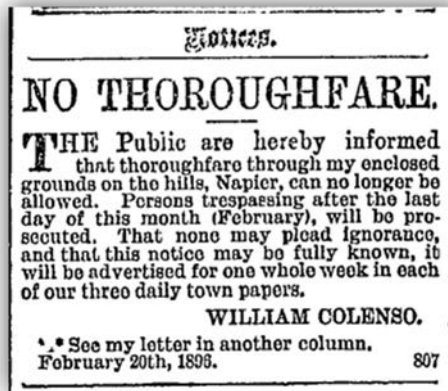 Notices.
NO THOROUGHFARE.
THE Public are hereby informed
that thoroughfare through my enclosed
grounds on the hills, Napier, can no longer be
allowed. Persons trespassing after the last
day of this month (February), will be pro-
secuted. That none may plead ignorance,
and that this notice may be fully known, it
will be advertised for one whole week in each
of our three daily town papers.
WILLIAM COLENSO.
*** See my letter in another column.
February 20th, 1896. 807